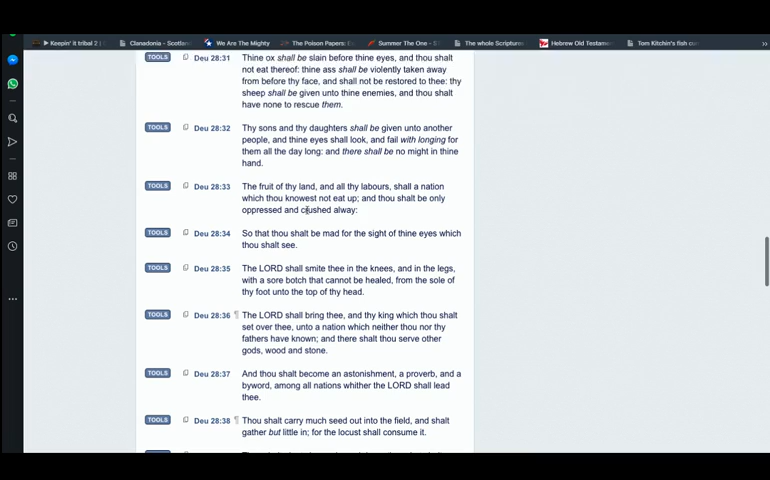 Keepin' it tribal 2 | Clanadonia – Scotlan We Are The Mighty The Poison Papers: E Summer The One - The whole Scriptures Hebrew Old Testame Tom Kitchin's fish co »
TOOLS Deu 28:31 Thine ox shall be slain before thine eyes, and thou shalt
not eat thereof: thine ass shall be violently taken away
from before thy face, and shall not be restored to thee: thy
sheep shall be given unto thine enemies, and thou shalt
have none to rescue them.
TOOLS Deu 28:32 Thy sons and thy daughters shall be given unto another
people, and thine eyes shall look, and fail with longing for
them all the day long: and there shall be no might in thine
hand.
TOOLS Deu 28:33 The fruit of thy land, and all thy labours, shall a nation
which thou knowest not eat up; and thou shalt be only
oppressed and crushed alway:
TOOLS Deu 28:34 So that thou shalt be mad for the sight of thine eyes which
thou shalt see.
TOOLS Deu 28:35 The LORD shall smite thee in the knees, and in the legs,
with a sore botch that cannot be healed, from the sole of
thy foot unto the top of thy head.
TOOLS Deu 28:36 ¶ The LORD shall bring thee, and thy king which thou shalt
set over thee, unto a nation which neither thou nor thy
fathers have known; and there shalt thou serve other
gods, wood and stone.
TOOLS Deu 28:37 And thou shalt become an astonishment, a proverb, and a
byword, among all nations whither the LORD shall lead
thee.
TOOLS Deu 28:38 ¶ Thou shalt carry much seed out into the field, and shalt
gather but little in; for the locust shall consume it.